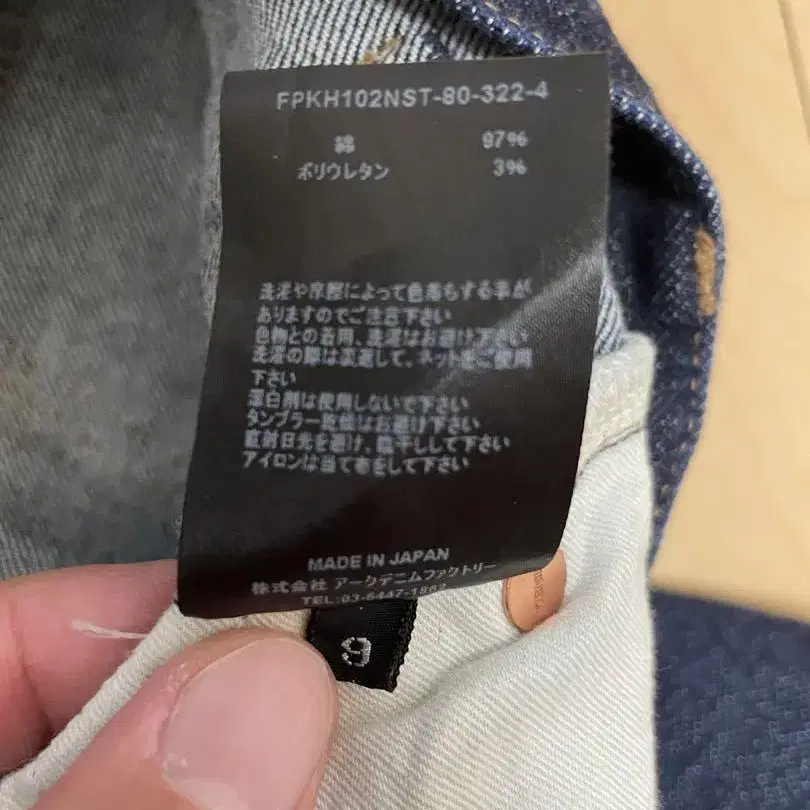 FPKH102NST-80-322-4
綿 97%
ポリウレタン 3%
洗濯や摩擦によって色落ちする事が
ありますのでご注意下さい
色物との着用、洗濯はお避け下さい
洗濯の際は裏返して、ネットをご使用
下さい
漂白剤は使用しないで下さい
タンブラー乾燥はお避け下さい
直射日光を避け、陰干しして下さい
アイロンは当て布をして下さい
MADE IN JAPAN
株式会社 アークデニムファクトリー
TEL:03-6447-1807